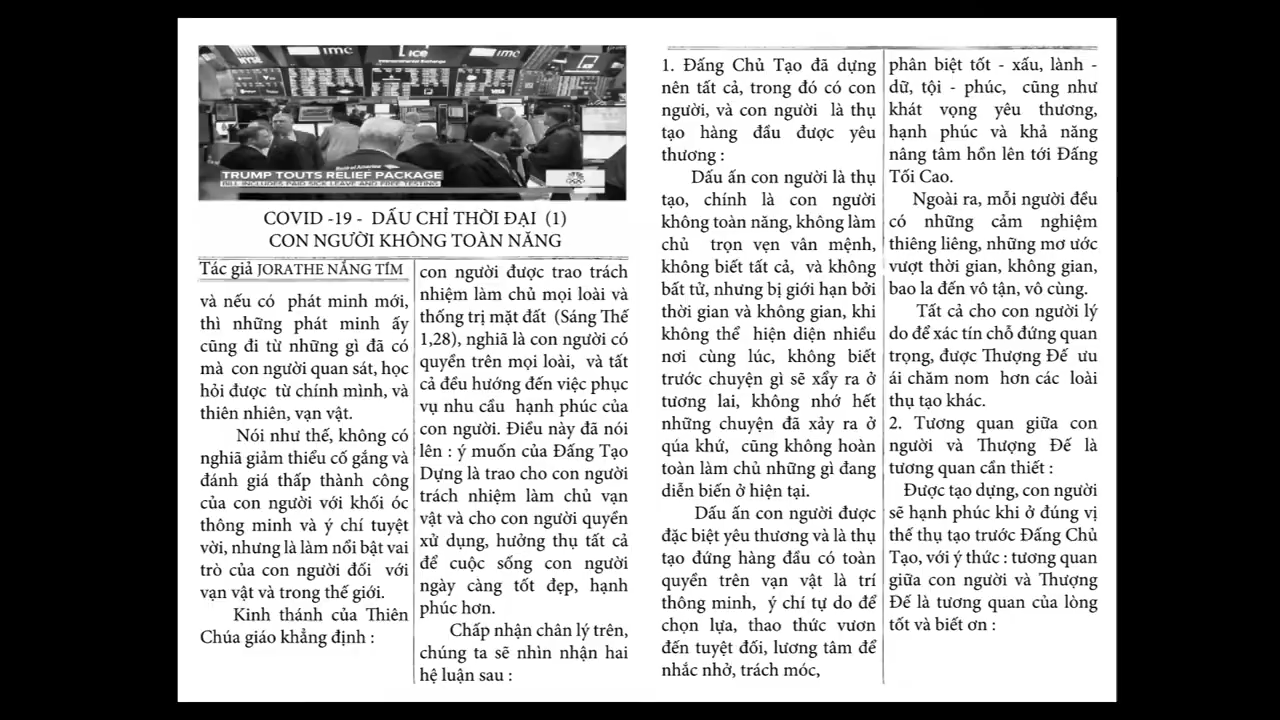 NYSE
imc
ice
Intercontinental Exchange
imc
Bank of America
TRUMP TOUTS RELIEF PACKAGE
BILL INCLUDES PAID SICK LEAVE AND FREE TESTING
COVID -19 - DẤU CHỈ THỜI ĐẠI (1)
CON NGƯỜI KHÔNG TOÀN NĂNG
Tác giả JORATHE NẮNG TÍM
và nếu có phát minh mới,
thì những phát minh ấy
cũng đi từ những gì đã có
mà con người quan sát, học
hỏi được từ chính mình, và
thiên nhiên, vạn vật.
Nói như thế, không có
nghĩa giảm thiểu cố gắng và
đánh giá thấp thành công
của con người với khối óc
thông minh và ý chí tuyệt
vời, nhưng là làm nổi bật vai
trò của con người đối với
vạn vật và trong thế giới.
Kinh thánh của Thiên
Chúa giáo khẳng định :
con người được trao trách
nhiệm làm chủ mọi loài và
thống trị mặt đất (Sáng Thế
1,28), nghĩa là con người có
quyền trên mọi loài, và tất
cả đều hướng đến việc phục
vụ nhu cầu hạnh phúc của
con người. Điều này đã nói
lên : ý muốn của Đấng Tạo
Dựng là trao cho con người
trách nhiệm làm chủ vạn
vật và cho con người quyền
xử dụng, hưởng thụ tất cả
để cuộc sống con người
ngày càng tốt đẹp, hạnh
phúc hơn.
Chấp nhận chân lý trên,
chúng ta sẽ nhìn nhận hai
hệ luận sau :
1. Đấng Chủ Tạo đã dựng
nên tất cả, trong đó có con
người, và con người là thụ
tạo hàng đầu được yêu
thương :
Dấu ấn con người là thụ
tạo, chính là con người
không toàn năng, không làm
chủ trọn vẹn vân mệnh,
không biết tất cả, và không
bất tử, nhưng bị giới hạn bởi
thời gian và không gian, khi
không thể hiện diện nhiều
nơi cùng lúc, không biết
trước chuyện gì sẽ xẩy ra ở
tương lai, không nhớ hết
những chuyện đã xảy ra ở
qúa khứ, cũng không hoàn
toàn làm chủ những gì đang
diễn biến ở hiện tại.
Dấu ấn con người được
đặc biệt yêu thương và là thụ
tạo đứng hàng đầu có toàn
quyền trên vạn vật là trí
thông minh, ý chí tự do để
chọn lựa, thao thức vươn
đến tuyệt đối, lương tâm để
nhắc nhở, trách móc,
phân biệt tốt - xấu, lành -
dữ, tội - phúc, cũng như
khát vọng yêu thương,
hạnh phúc và khả năng
nâng tâm hồn lên tới Đấng
Tối Cao.
Ngoài ra, mỗi người đều
có những cảm nghiệm
thiêng liêng, những mơ ước
vượt thời gian, không gian,
bao la đến vô tận, vô cùng.
Tất cả cho con người lý
do để xác tín chỗ đứng quan
trọng, được Thượng Đế ưu
ái chăm nom hơn các loài
thụ tạo khác.
2. Tương quan giữa con
người và Thượng Đế là
tương quan cần thiết :
Được tạo dựng, con người
sẽ hạnh phúc khi ở đúng vị
thế thụ tạo trước Đấng Chủ
Tạo, với ý thức : tương quan
giữa con người và Thượng
Đế là tương quan của lòng
tốt và biết ơn :